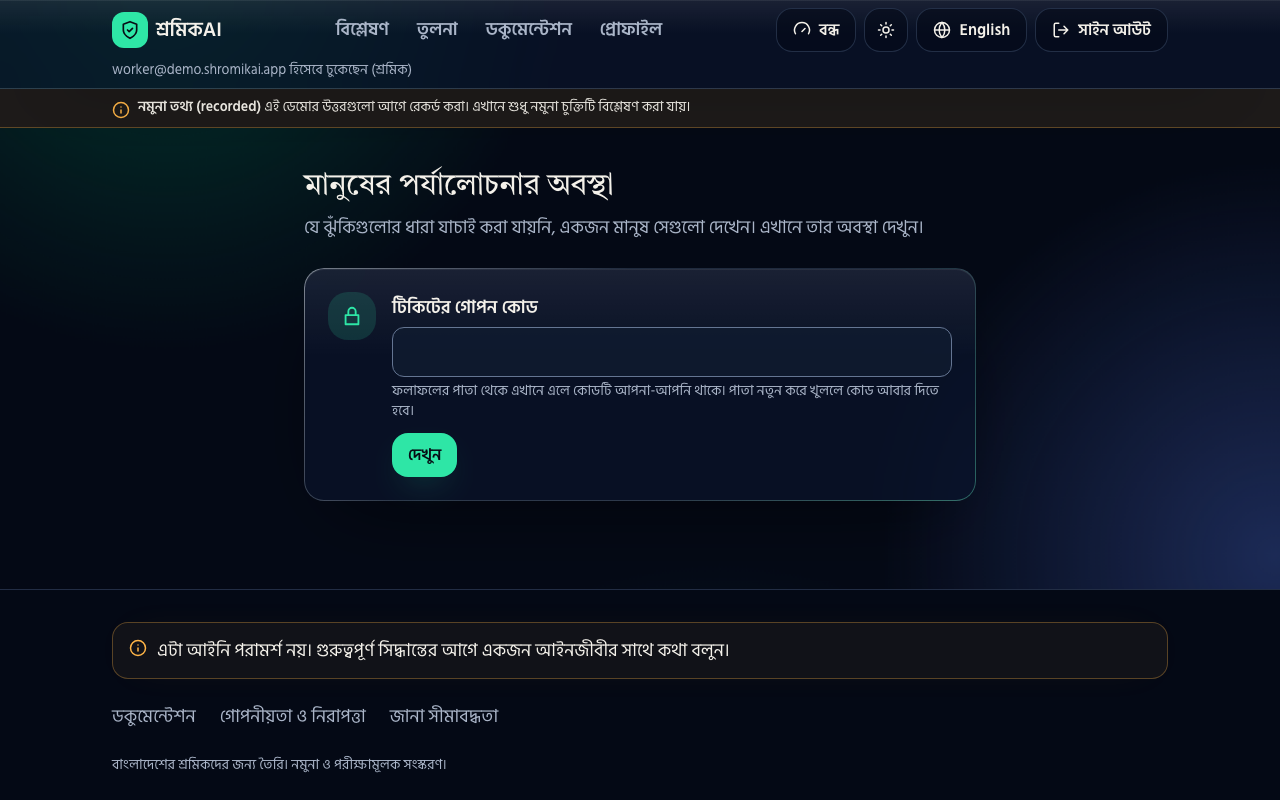 শ্রমিকAI
বিশ্লেষণ
তুলনা
ডকুমেন্টেশন
প্রোফাইল
বন্ধ
English
সাইন আউট
worker@demo.shromikai.app হিসেবে ঢুকেছেন (শ্রমিক)
নমুনা তথ্য (recorded) এই ডেমোর উত্তরগুলো আগে রেকর্ড করা। এখানে শুধু নমুনা চুক্তিটি বিশ্লেষণ করা যায়।
মানুষের পর্যালোচনার অবস্থা
যে ঝুঁকিগুলোর ধারা যাচাই করা যায়নি, একজন মানুষ সেগুলো দেখেন। এখানে তার অবস্থা দেখুন।
টিকিটের গোপন কোড
ফলাফলের পাতা থেকে এখানে এলে কোডটি আপনা-আপনি থাকে। পাতা নতুন করে খুললে কোড আবার দিতে
হবে।
দেখুন
এটা আইনি পরামর্শ নয়। গুরুত্বপূর্ণ সিদ্ধান্তের আগে একজন আইনজীবীর সাথে কথা বলুন।
ডকুমেন্টেশন
গোপনীয়তা ও নিরাপত্তা
জানা সীমাবদ্ধতা
বাংলাদেশের শ্রমিকদের জন্য তৈরি। নমুনা ও পরীক্ষামূলক সংস্করণ।